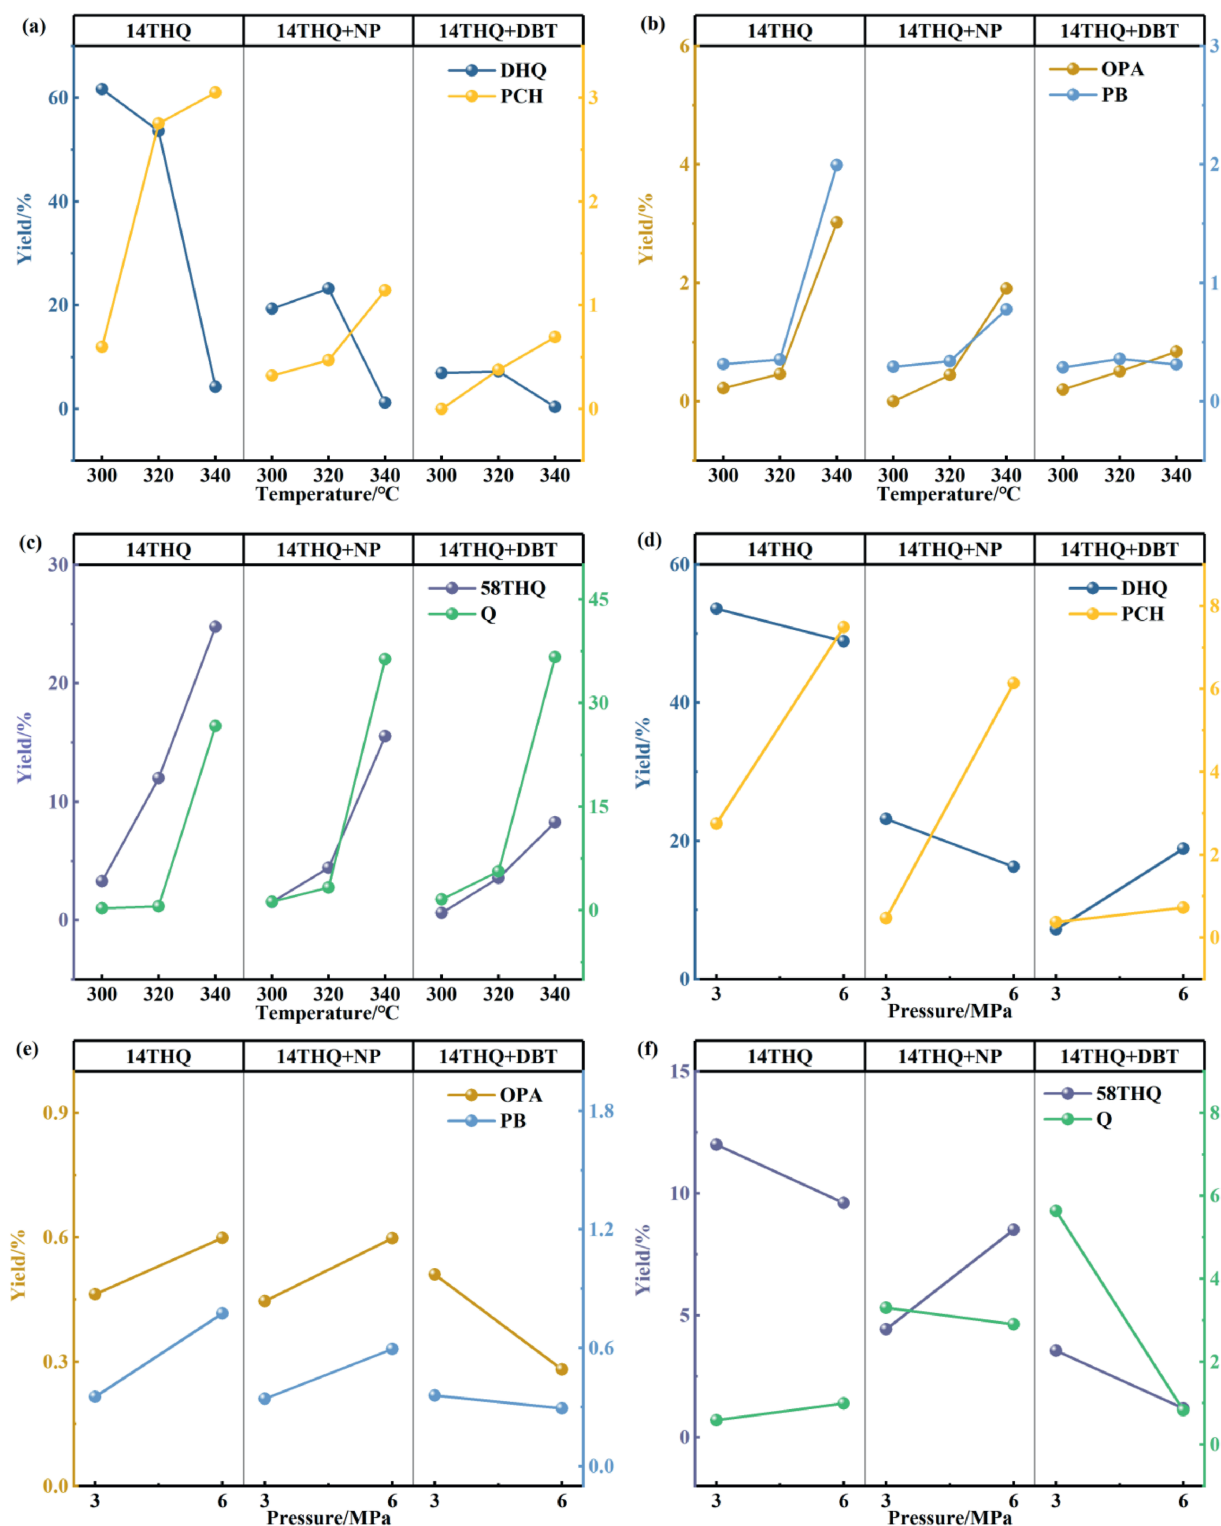 (a)
14THQ 14THQ+NP 14THQ+DBT
DHQ
PCH
Yield/%
60
40
20
0
3
2
1
0
300 320 340 300 320 340 300 320 340
Temperature/°C
(b)
14THQ 14THQ+NP 14THQ+DBT
OPA
PB
Yield/%
6
4
2
0
3
2
1
0
300 320 340 300 320 340 300 320 340
Temperature/°C
(c)
14THQ 14THQ+NP 14THQ+DBT
58THQ
Q
Yield/%
30
20
10
0
45
30
15
0
300 320 340 300 320 340 300 320 340
Temperature/°C
(d)
14THQ 14THQ+NP 14THQ+DBT
DHQ
PCH
Yield/%
60
40
20
0
8
6
4
2
0
3 6 3 6 3 6
Pressure/MPa
(e)
14THQ 14THQ+NP 14THQ+DBT
OPA
PB
Yield/%
0.9
0.6
0.3
0.0
1.8
1.2
0.6
0.0
3 6 3 6 3 6
Pressure/MPa
(f)
14THQ 14THQ+NP 14THQ+DBT
58THQ
Q
Yield/%
15
10
5
0
8
6
4
2
0
3 6 3 6 3 6
Pressure/MPa